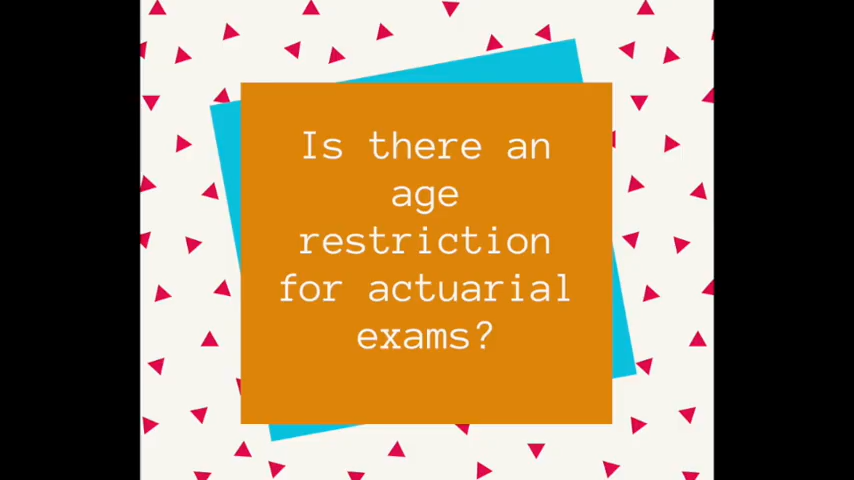 Is there an
age
restriction
for actuarial
exams?